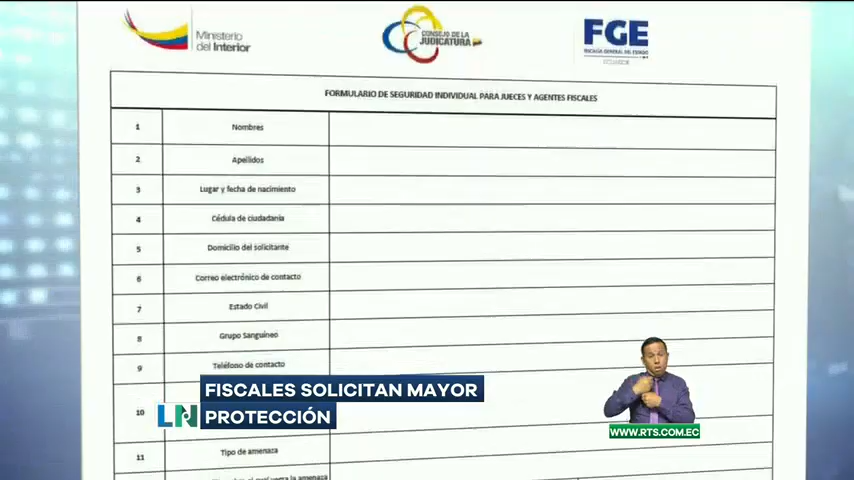 Ministerio
del Interior
CONSEJO DE LA
JUDICATURA
FGE
FISCALÍA GENERAL DEL ESTADO
ECUADOR
FORMULARIO DE SEGURIDAD INDIVIDUAL PARA JUECES Y AGENTES FISCALES
1 Nombres
2 Apellidos
3 Lugar y fecha de nacimiento
4 Cédula de ciudadanía
5 Domicilio del solicitante
6 Correo electrónico de contacto
7 Estado Civil
8 Grupo Sanguíneo
9 Teléfono de contacto
10
11 Tipo de amenaza
la amenaza
LN
FISCALES SOLICITAN MAYOR
PROTECCIÓN
WWW.RTS.COM.EC